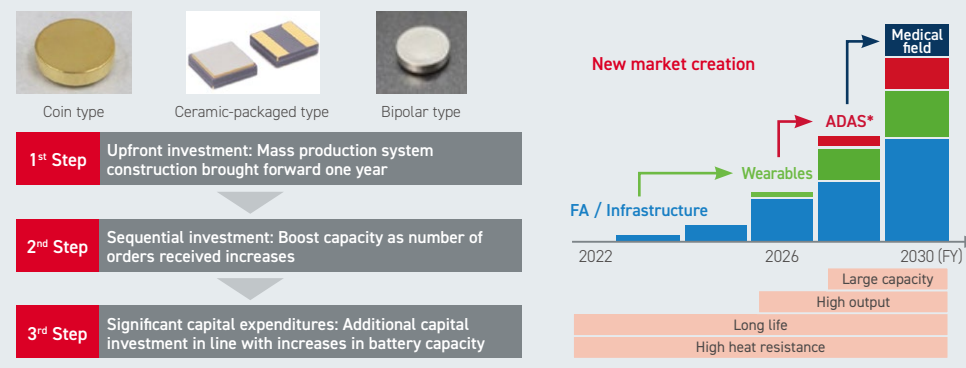 Coin type
Ceramic-packaged type
Bipolar type
1st Step
Upfront investment: Mass production system
construction brought forward one year
2nd Step
Sequential investment: Boost capacity as number of
orders received increases
3rd Step
Significant capital expenditures: Additional capital
investment in line with increases in battery capacity
New market creation
Medical
field
ADAS*
Wearables
FA / Infrastructure
2022
2026
2030 (FY)
Large capacity
High output
Long life
High heat resistance